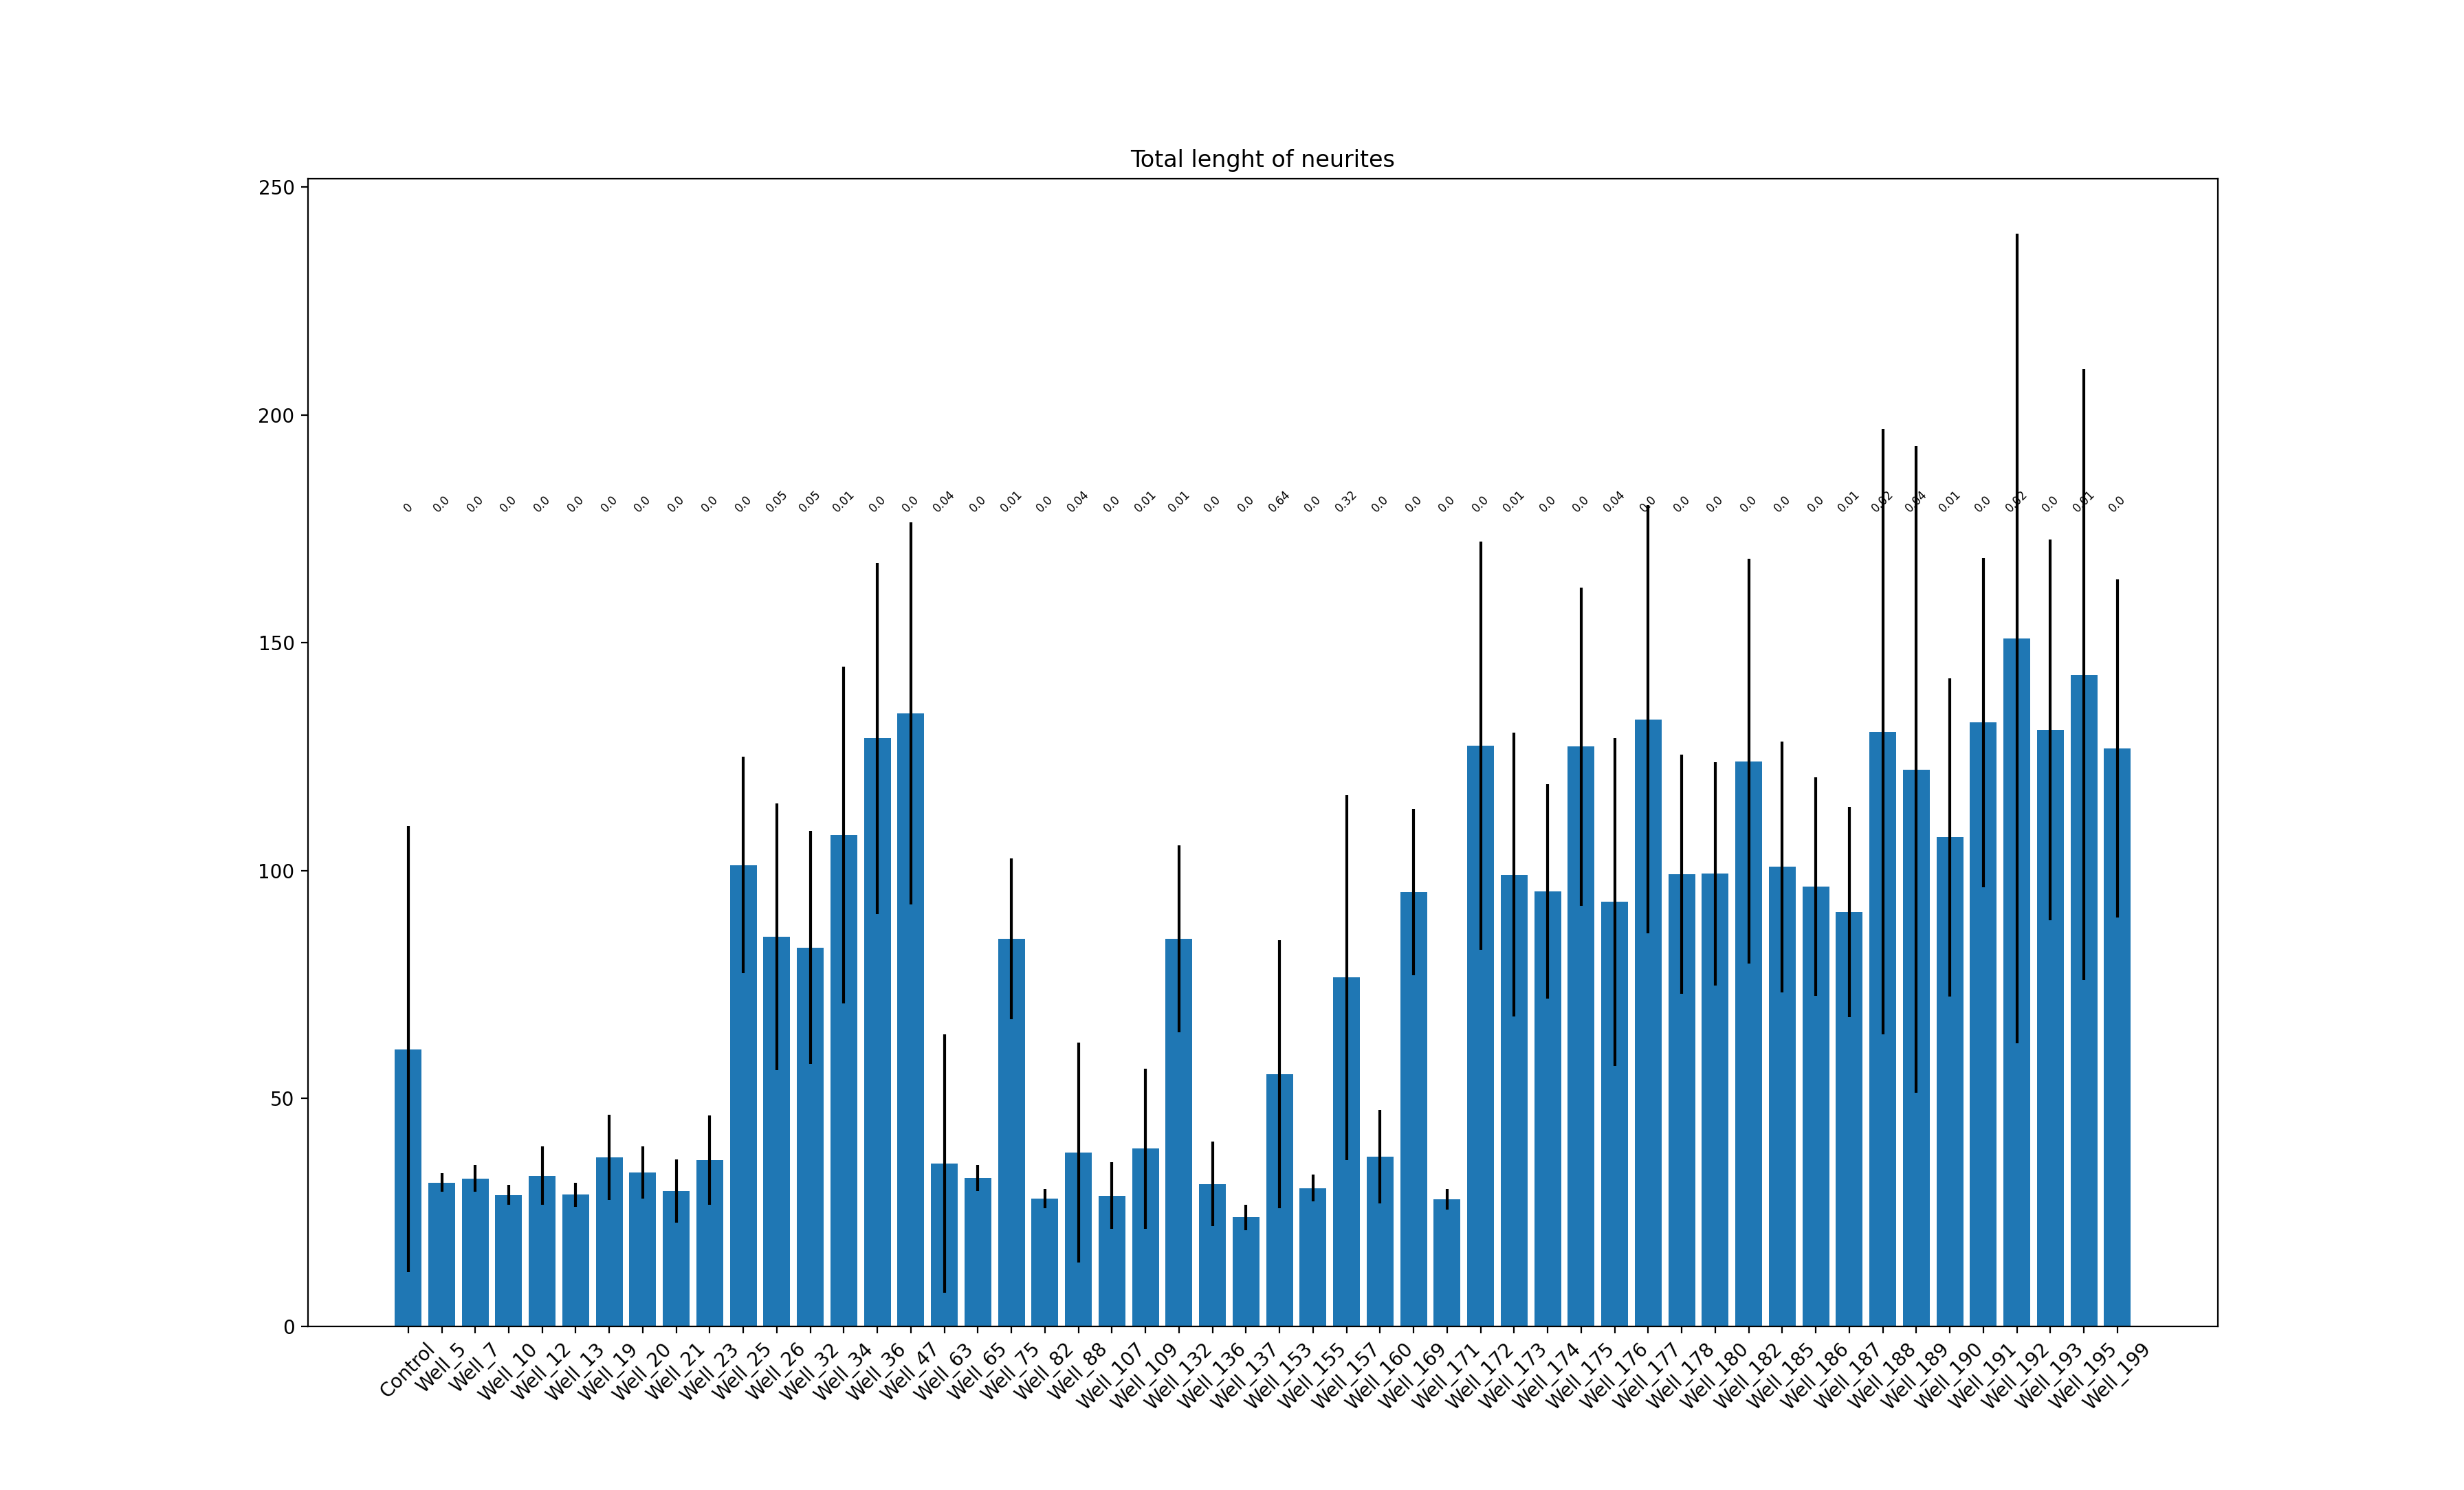 Total lenght of neurites
250
200
150
100
50
0
0 0.0 0.0 0.0 0.0 0.0 0.0 0.0 0.0 0.0 0.0 0.05 0.05 0.01 0.0 0.0 0.04 0.0 0.01 0.0 0.04 0.0 0.01 0.01 0.0 0.0 0.64 0.0 0.32 0.0 0.0 0.0 0.0 0.01 0.0 0.0 0.04 0.0 0.0 0.0 0.0 0.0 0.0 0.01 0.02 0.04 0.01 0.0 0.02 0.0 0.01 0.0
Control Well_5 Well_7 Well_10 Well_12 Well_13 Well_19 Well_20 Well_21 Well_23 Well_25 Well_26 Well_32 Well_34 Well_36 Well_47 Well_63 Well_65 Well_75 Well_82 Well_88 Well_107 Well_109 Well_132 Well_136 Well_137 Well_153 Well_155 Well_157 Well_160 Well_169 Well_171 Well_172 Well_173 Well_174 Well_175 Well_176 Well_177 Well_178 Well_180 Well_182 Well_185 Well_186 Well_187 Well_188 Well_189 Well_190 Well_191 Well_192 Well_193 Well_195 Well_199